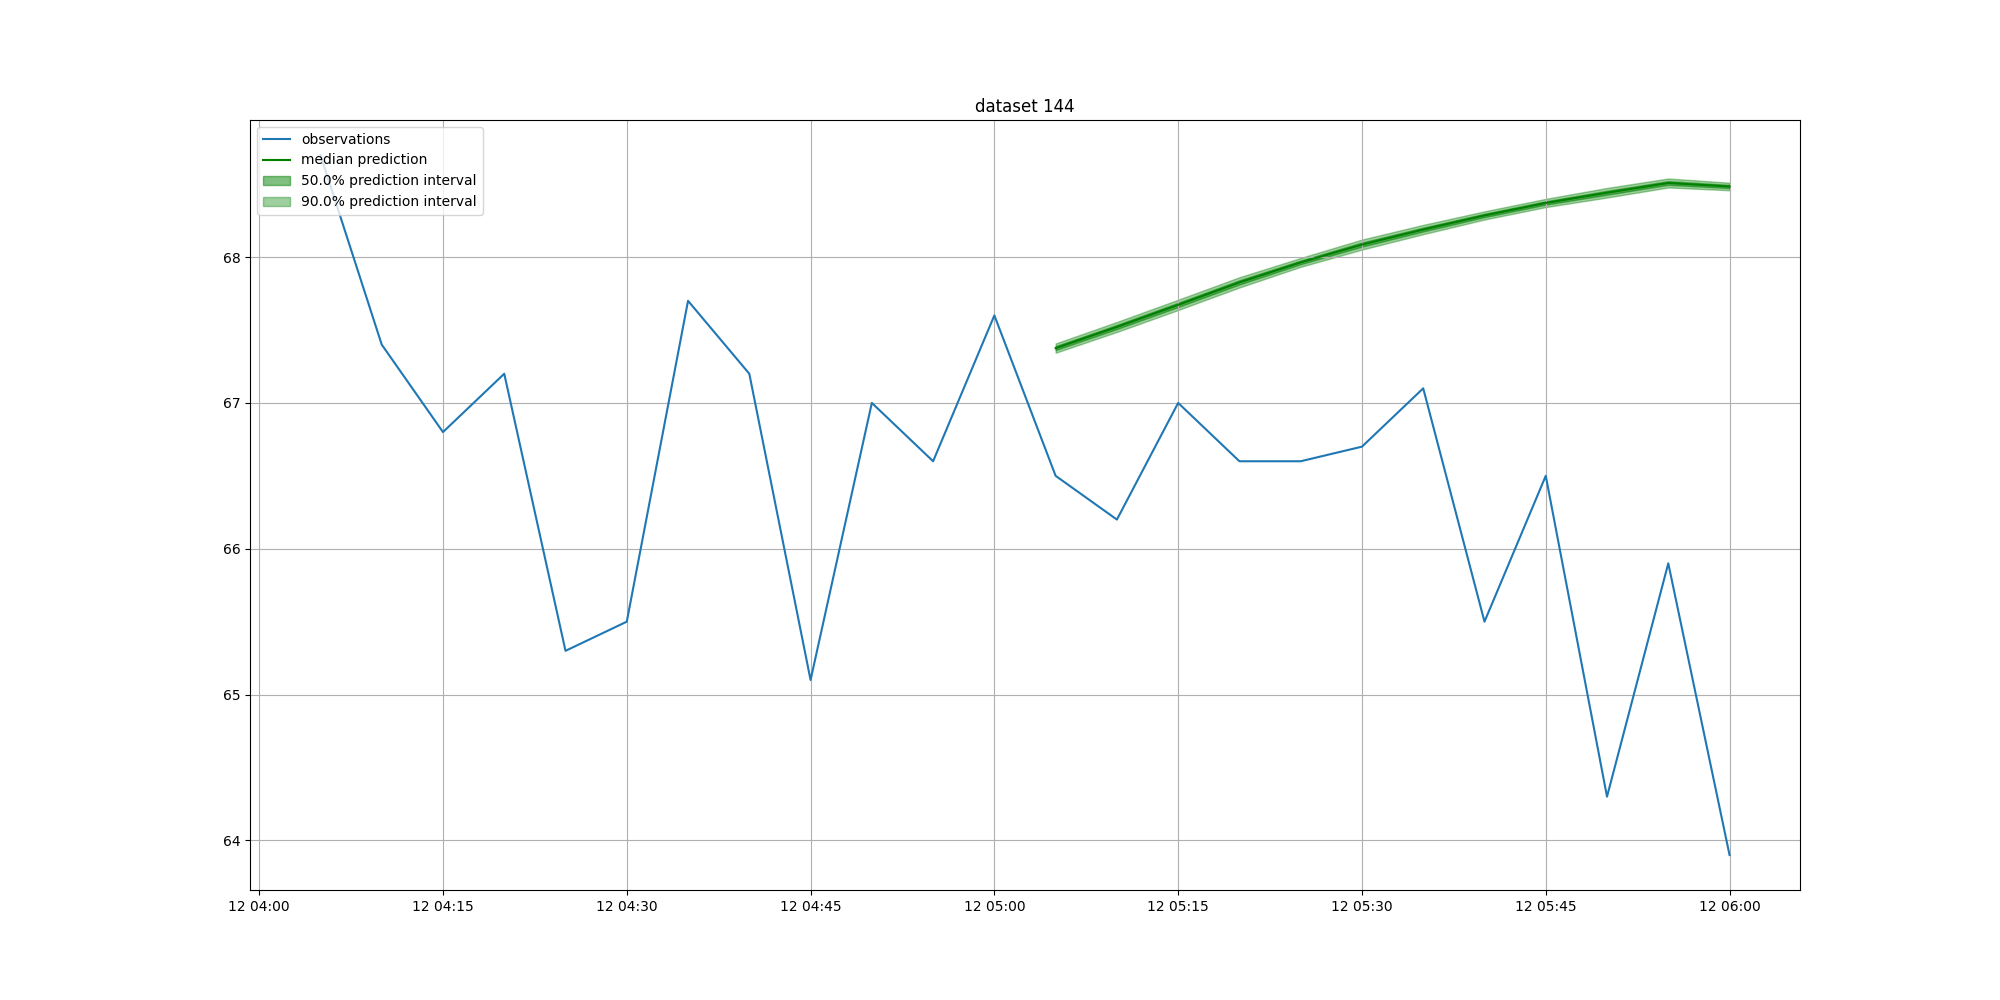 dataset 144
observations
median prediction
50.0% prediction interval
90.0% prediction interval
68
67
66
65
64
12 04:00 12 04:15 12 04:30 12 04:45 12 05:00 12 05:15 12 05:30 12 05:45 12 06:00